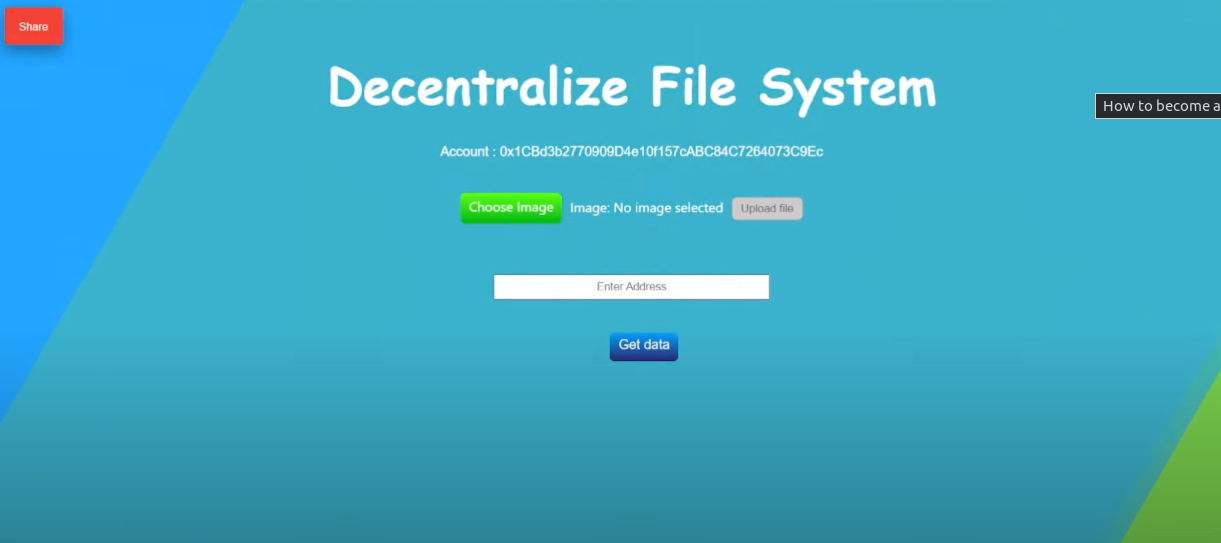 Share
Decentralize File System
How to become a
Account : 0x1CBd3b2770909D4e10f157cABC84C7264073C9Ec
Choose Image Image: No image selected Upload file
Enter Address
Get data